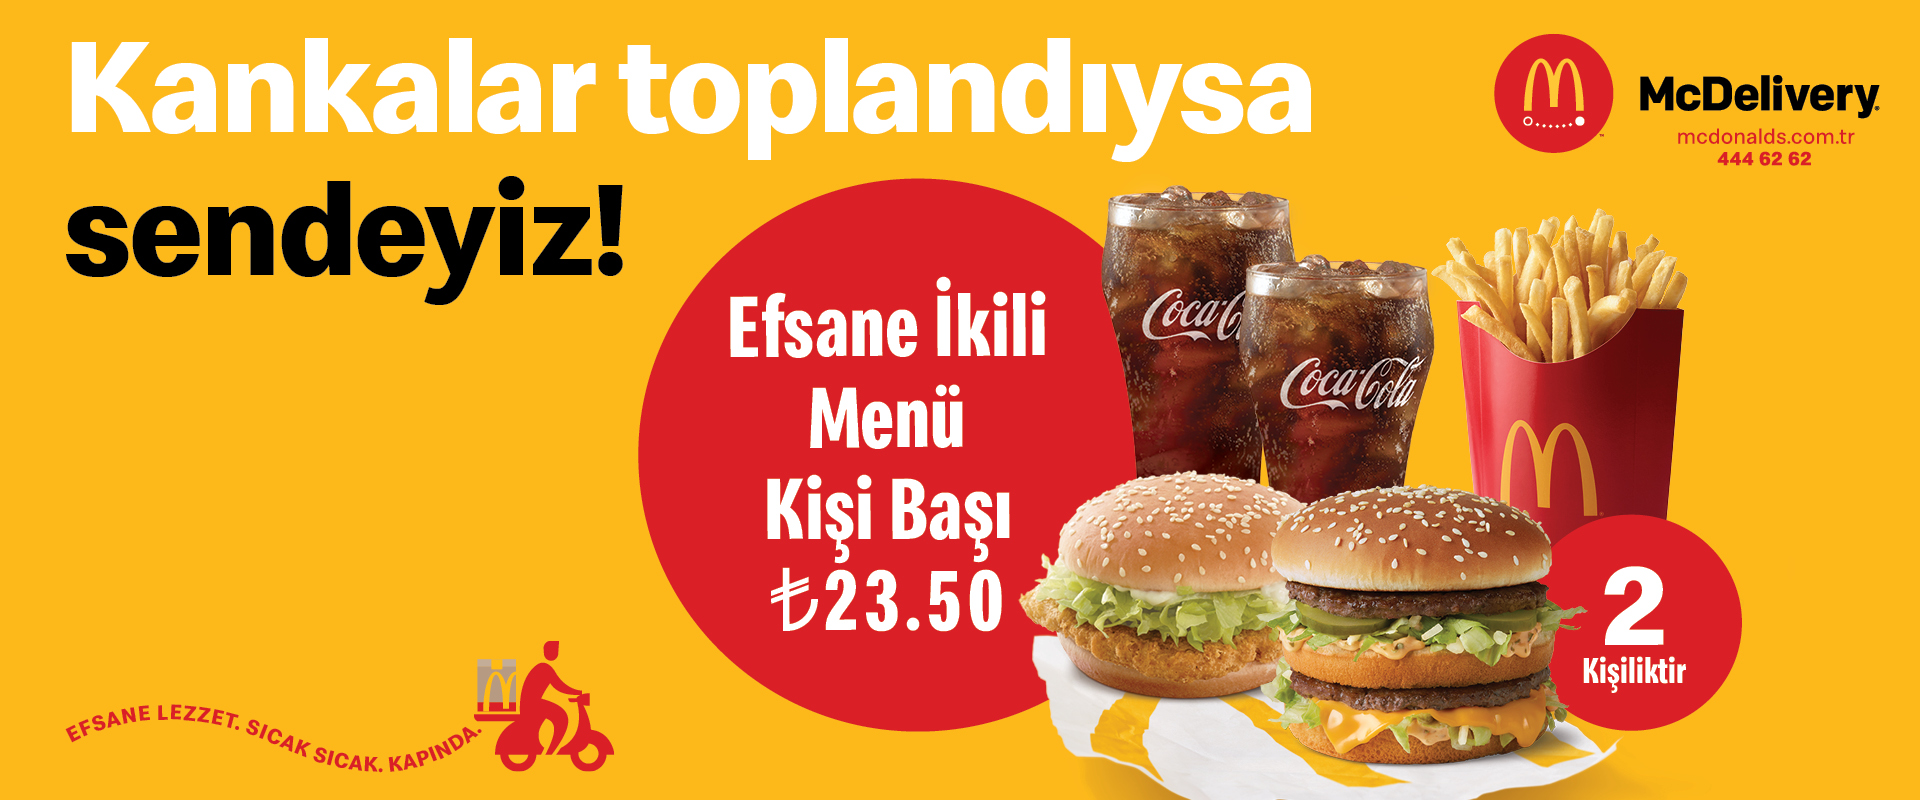 Kankalar toplandıysa
sendeyiz!
McDelivery
mcdonalds.com.tr
444 62 62
Efsane İkili
Menü
Kişi Başı
₺23.50
Coca-C
Coca-Cola
2
Kişiliktir
EFSANE LEZZET. SICAK SICAK. KAPINDA.